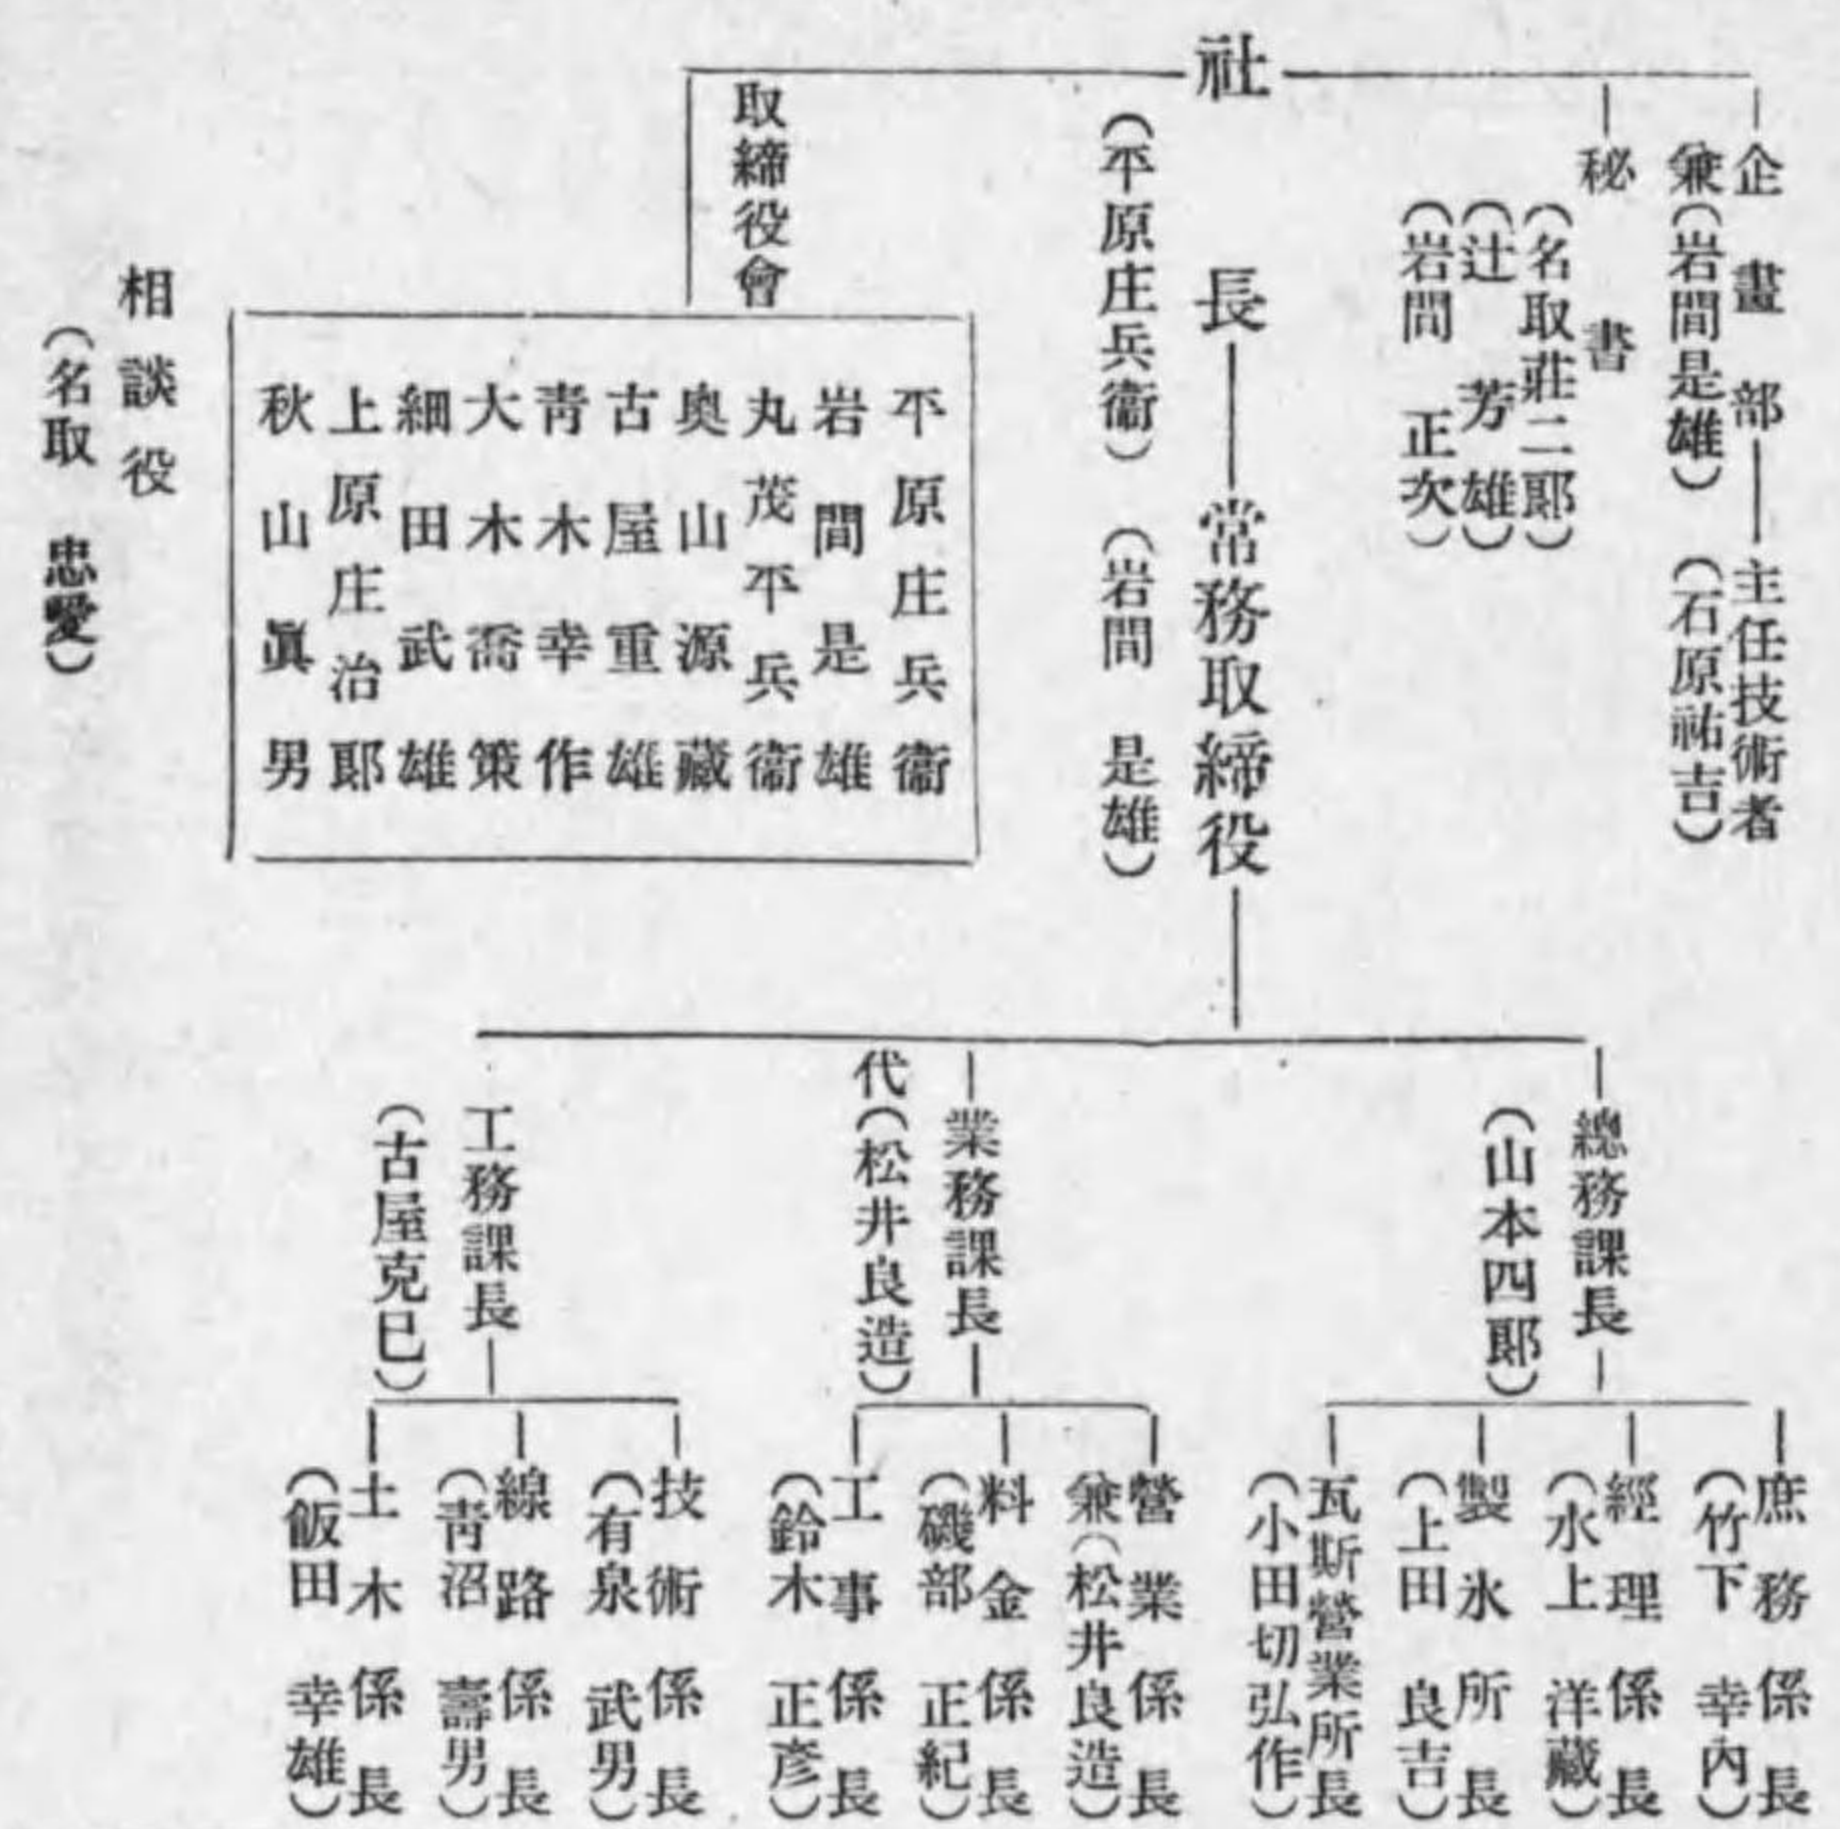 企畫部
兼(岩間是雄)
主任技術者
(石原祐吉)
秘書
(名取莊二郞)
(辻芳雄)
(岩間正次)
社長
(平原庄兵衞)
常務取締役
(岩間是雄)
取締役會
平原庄兵衞
岩間是雄
丸茂平兵衞
奥山源藏
古屋重雄
靑木幸作
大木喬策
細田武雄
上原庄治郞
秋山眞男
相談役
(名取忠愛)
總務課長
(山本四郞)
庶務係長
(竹下幸內)
經理係長
(水上洋藏)
製氷所長
(上田良吉)
瓦斯營業所長
(小田切弘作)
業務課長
代(松井良造)
營業係長
兼(松井良造)
料金係長
(磯部正紀)
工事係長
(鈴木正彦)
工務課長
(古屋克巳)
技術係長
(有泉武男)
線路係長
(靑沼壽男)
土木係長
(飯田幸雄)